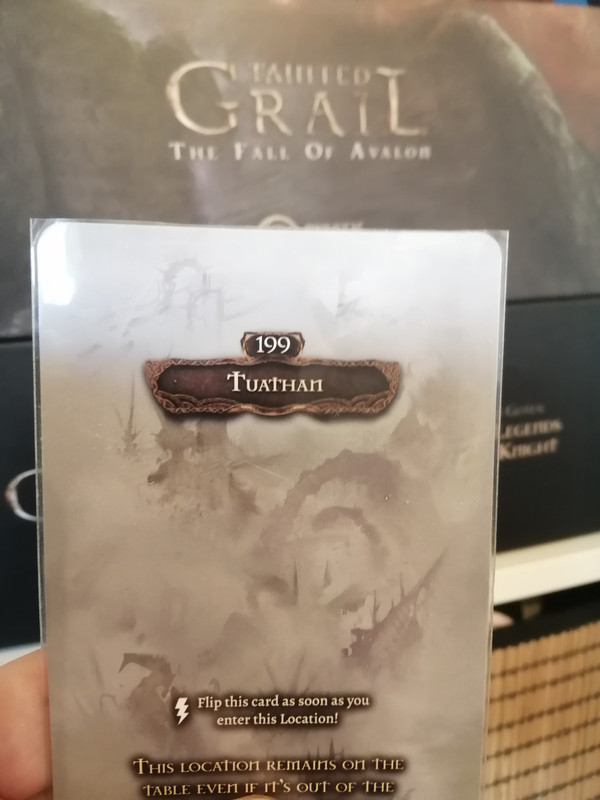 TAINTED
GRAIL
THE FALL OF AVALON
199
TUATHAN
Flip this card as soon as you
enter this Location!
THIS LOCATION REMAINS ON THE
TABLE EVEN IF IT'S OUT OF THE
LEGENDS
KNIGHT